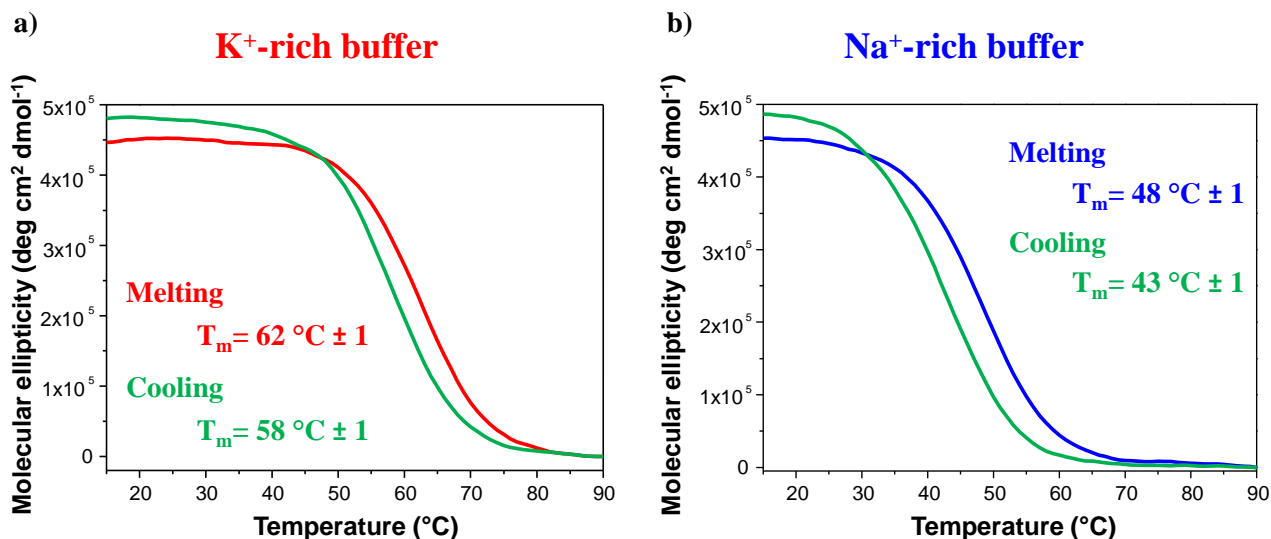 a)
K⁺-rich buffer
Molecular ellipticity (deg cm² dmol⁻¹)
5x10⁵
4x10⁵
3x10⁵
2x10⁵
1x10⁵
0
Melting
Tₘ= 62 °C ± 1
Cooling
Tₘ= 58 °C ± 1
20 30 40 50 60 70 80 90
Temperature (°C)
b)
Na⁺-rich buffer
Molecular ellipticity (deg cm² dmol⁻¹)
5x10⁵
4x10⁵
3x10⁵
2x10⁵
1x10⁵
0
Melting
Tₘ= 48 °C ± 1
Cooling
Tₘ= 43 °C ± 1
20 30 40 50 60 70 80 90
Temperature (°C)